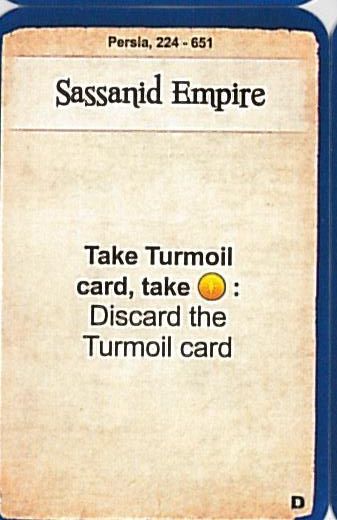 Persia, 224 - 651
Sassanid Empire
Take Turmoil
card, take :
Discard the
Turmoil card
D